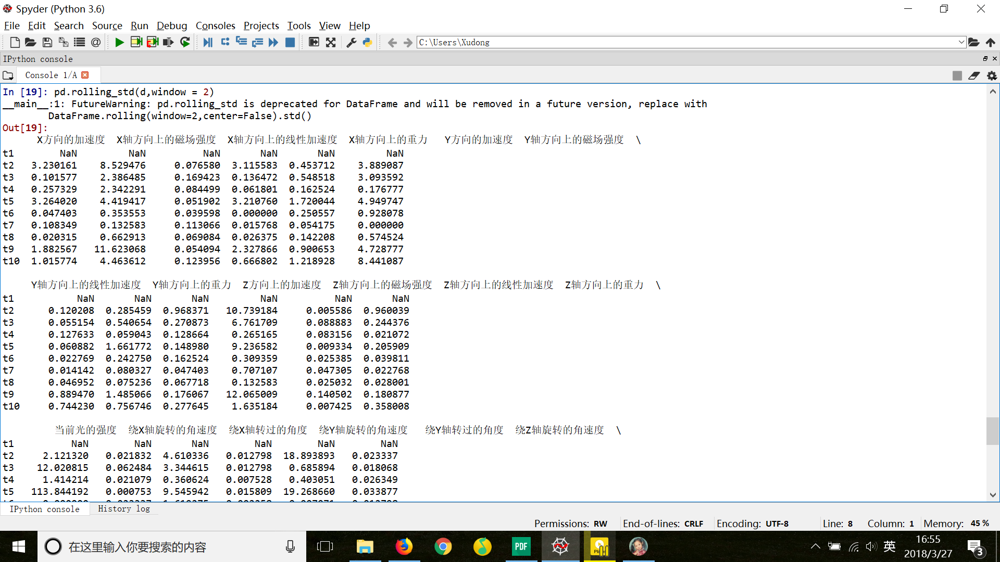 Spyder (Python 3.6)
File Edit Search Source Run Debug Consoles Projects Tools View Help
C:\Users\Xudong
IPython console
Console 1/A
In [19]: pd.rolling_std(d,window = 2)
__main__:1: FutureWarning: pd.rolling_std is deprecated for DataFrame and will be removed in a future version, replace with
DataFrame.rolling(window=2,center=False).std()
Out[19]:
X方向的加速度 X轴方向上的磁场强度 X轴方向上的线性加速度 X轴方向上的重力 Y方向的加速度 Y轴方向上的磁场强度 \
t1 NaN NaN NaN NaN NaN NaN
t2 3.230161 8.529476 0.076580 3.115583 0.453712 3.889087
t3 0.101577 2.386485 0.169423 0.136472 0.548518 3.093592
t4 0.257329 2.342291 0.084499 0.061801 0.162524 0.176777
t5 3.264020 4.419417 0.051902 3.210760 1.720044 4.949747
t6 0.047403 0.353553 0.039598 0.000000 0.250557 0.928078
t7 0.108349 0.132583 0.113066 0.015768 0.054175 0.000000
t8 0.020315 0.662913 0.069084 0.026375 0.142208 0.574524
t9 1.882567 11.623068 0.054094 2.327866 0.900653 4.728777
t10 1.015774 4.463612 0.123956 0.666802 1.218928 8.441087
Y轴方向上的线性加速度 Y轴方向上的重力 Z方向上的加速度 Z轴方向上的磁场强度 Z轴方向上的线性加速度 Z轴方向上的重力 \
t1 NaN NaN NaN NaN NaN NaN
t2 0.120208 0.285459 0.968371 10.739184 0.005586 0.960039
t3 0.055154 0.540654 0.270873 6.761709 0.088883 0.244376
t4 0.127633 0.059043 0.128664 0.265165 0.083156 0.021072
t5 0.060882 1.661772 0.148980 9.236582 0.009334 0.205909
t6 0.022769 0.242750 0.162524 0.309359 0.025385 0.039811
t7 0.014142 0.080327 0.047403 0.707107 0.047305 0.022768
t8 0.046952 0.075236 0.067718 0.132583 0.025032 0.028001
t9 0.889470 1.485066 0.176067 12.065009 0.140502 0.180877
t10 0.744230 0.756746 0.277645 1.635184 0.007425 0.358008
当前光的强度 绕X轴旋转的角速度 绕X轴转过的角度 绕Y轴旋转的角速度 绕Y轴转过的角度 绕Z轴旋转的角速度 \
t1 NaN NaN NaN NaN NaN NaN
t2 2.121320 0.021832 4.610336 0.012798 18.893893 0.023337
t3 12.020815 0.062484 3.344615 0.012798 0.685894 0.018068
t4 1.414214 0.021079 0.360624 0.007528 0.403051 0.026349
t5 113.844192 0.000753 9.545942 0.015809 19.268660 0.033877
IPython console History log
Permissions: RW End-of-lines: CRLF Encoding: UTF-8 Line: 8 Column: 1 Memory: 45 %
在这里输入你要搜索的内容
PDF
英
16:55
2018/3/27
3